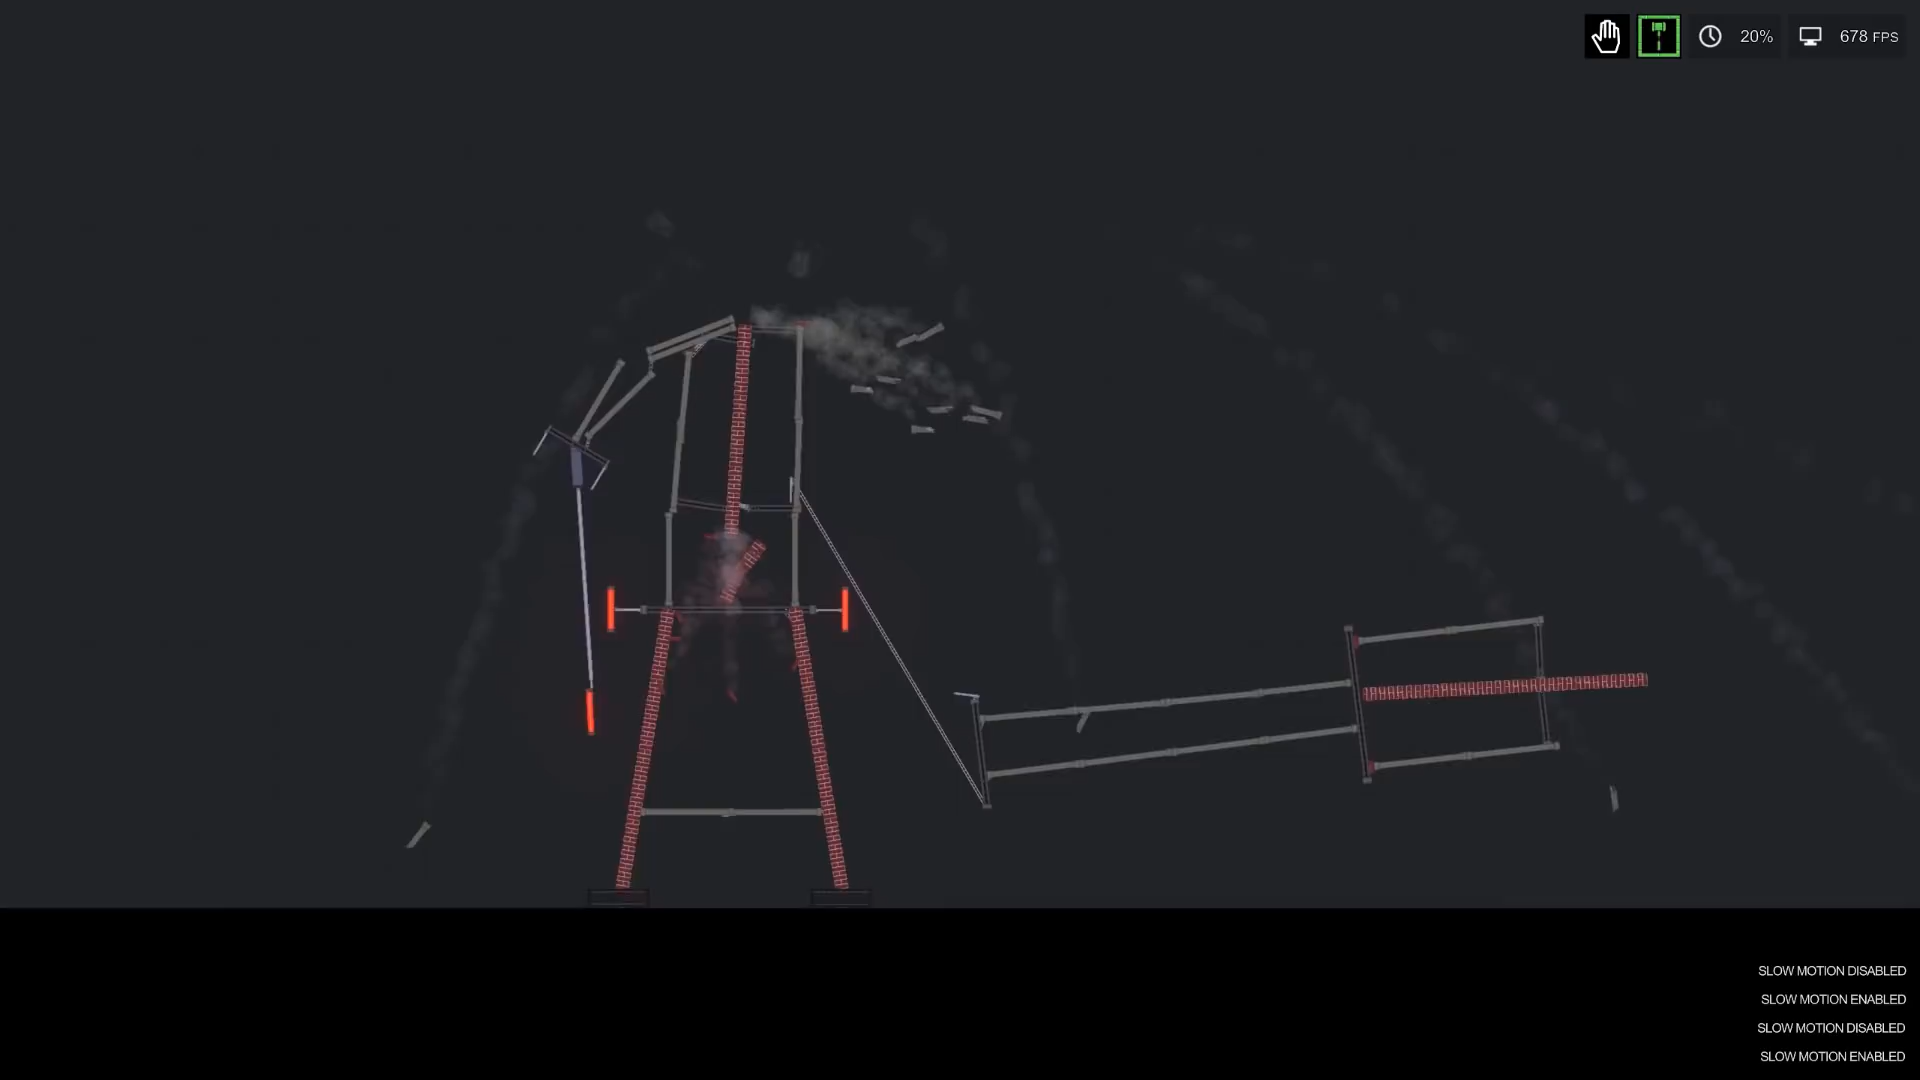 20%
678 FPS
SLOW MOTION DISABLED
SLOW MOTION ENABLED
SLOW MOTION DISABLED
SLOW MOTION ENABLED